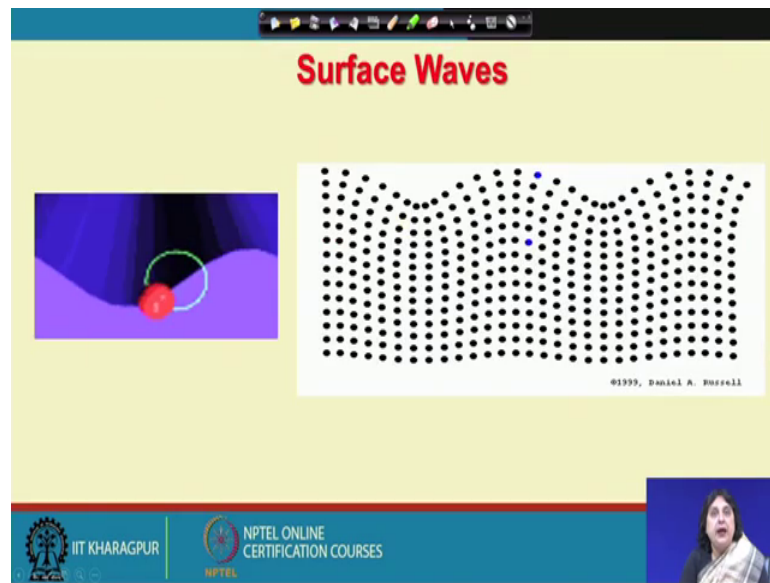 Surface Waves
©1999, Daniel A. Russell
IIT KHARAGPUR
NPTEL
NPTEL ONLINE
CERTIFICATION COURSES